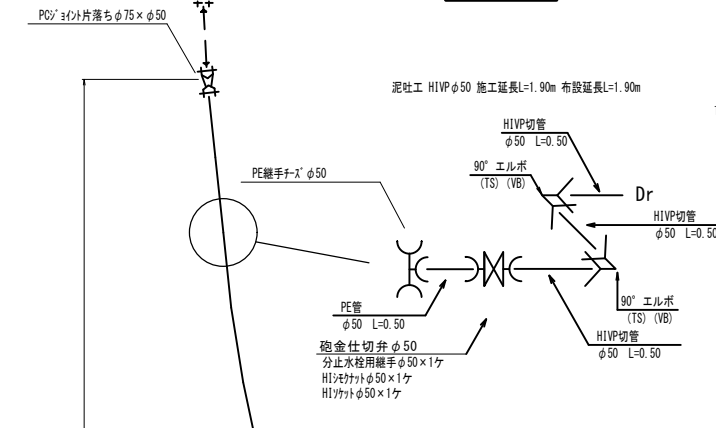 PCｼﾞｮｲﾝﾄ片落ちφ75×φ50
泥吐工 HIVPφ50 施工延長L=1.90m 布設延長L=1.90m
HIVP切管
φ50 L=0.50
90° エルボ
(TS) (VB)
PE継手ﾁｰｽﾞφ50
Dr
HIVP切管
φ50 L=0.50
90° エルボ
(TS) (VB)
PE管
φ50 L=0.50
HIVP切管
φ50 L=0.50
砲金仕切弁φ50
分止水栓用継手φ50×1ケ
HIｼﾓｸﾅｯﾄφ50×1ケ
HIｿｹｯﾄφ50×1ケ